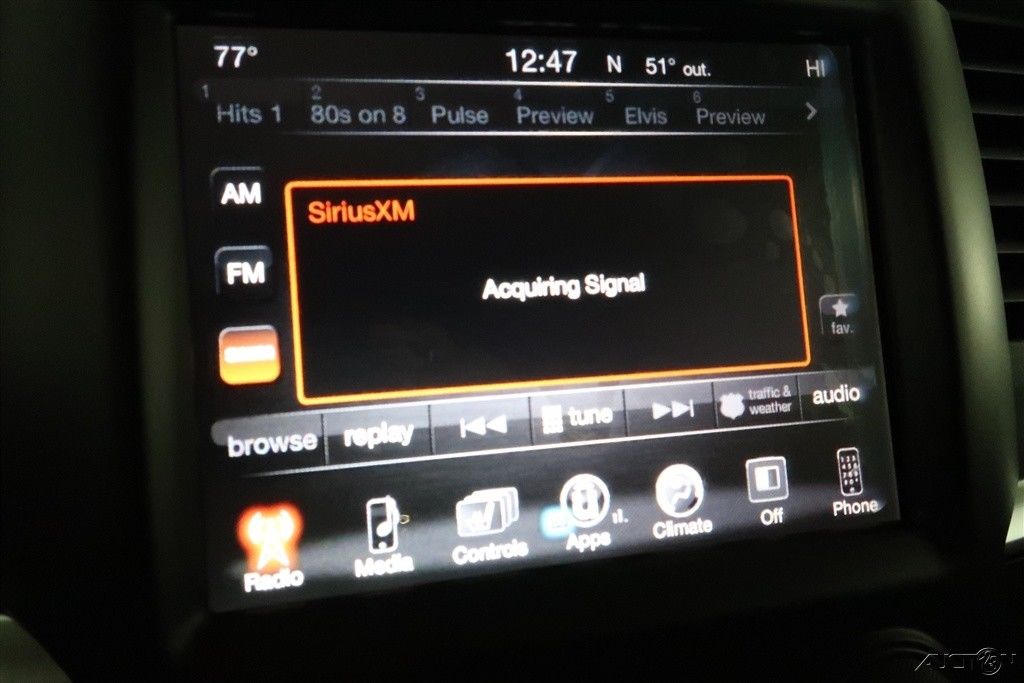 77° 12:47 N 51° out. HI
1 2 3 4 5 6
Hits 1 80s on 8 Pulse Preview Elvis Preview >
AM
SiriusXM
FM
Acquiring Signal
fav.
browse replay tune traffic & weather audio
Radio Media Controls Apps Climate Off Phone
AUCTION 123